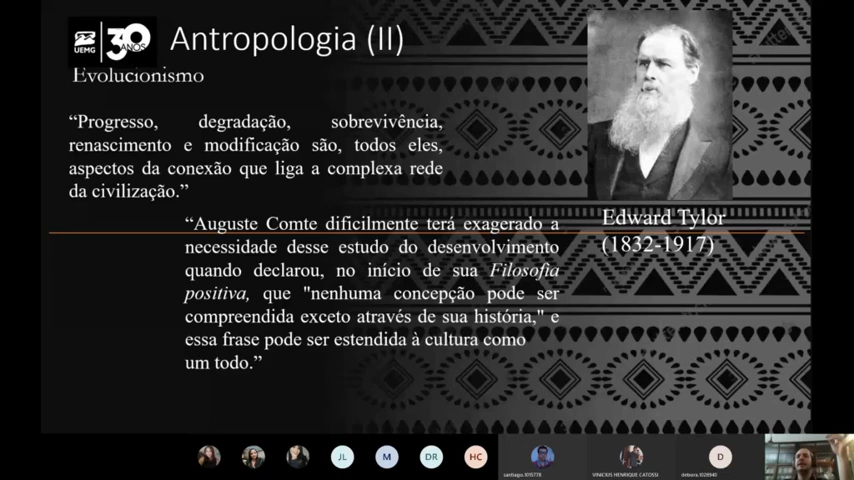 UEMG
30
ANOS
Antropologia (II)
Evolucionismo
“Progresso, degradação, sobrevivência,
renascimento e modificação são, todos eles,
aspectos da conexão que liga a complexa rede
da civilização.”
“Auguste Comte dificilmente terá exagerado a
necessidade desse estudo do desenvolvimento
quando declarou, no início de sua Filosofia
positiva, que "nenhuma concepção pode ser
compreendida exceto através de sua história," e
essa frase pode ser estendida à cultura como
um todo.”
Edward Tylor
(1832-1917)
JL
M
DR
HC
D
VINICIUS HENRIQUE CATOSSI